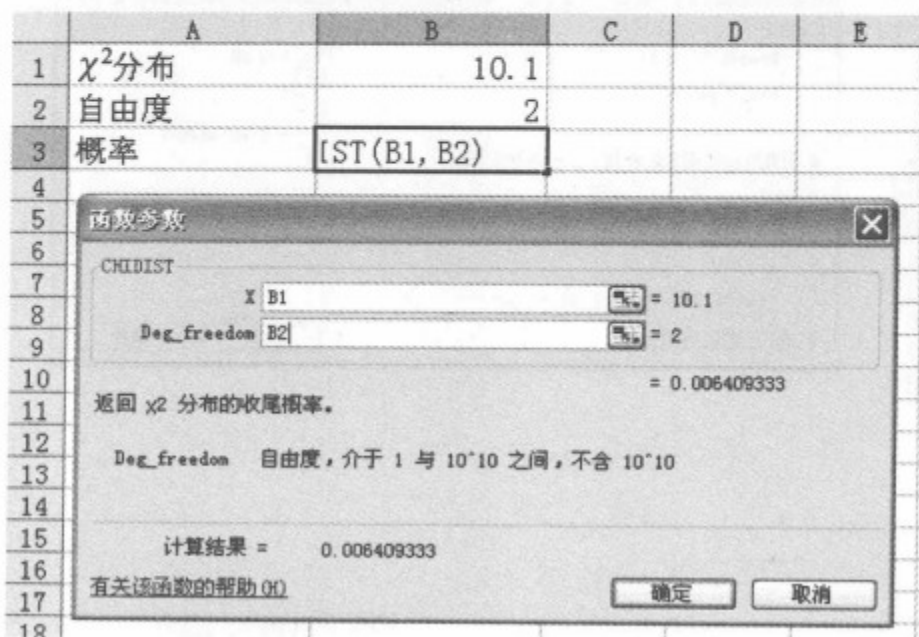 A B C D E
1 χ²分布 10.1
2 自由度 2
3 概率 [ST(B1, B2)
4
5
6
7
8
9
10
11
12
13
14
15
16
17
18
函数参数
CHIDIST
X B1 = 10.1
Deg_freedom B2 = 2
= 0.006409333
返回 χ2 分布的收尾概率。
Deg_freedom 自由度,介于 1 与 10^10 之间,不含 10^10
计算结果 = 0.006409333
有关该函数的帮助(H)
确定 取消